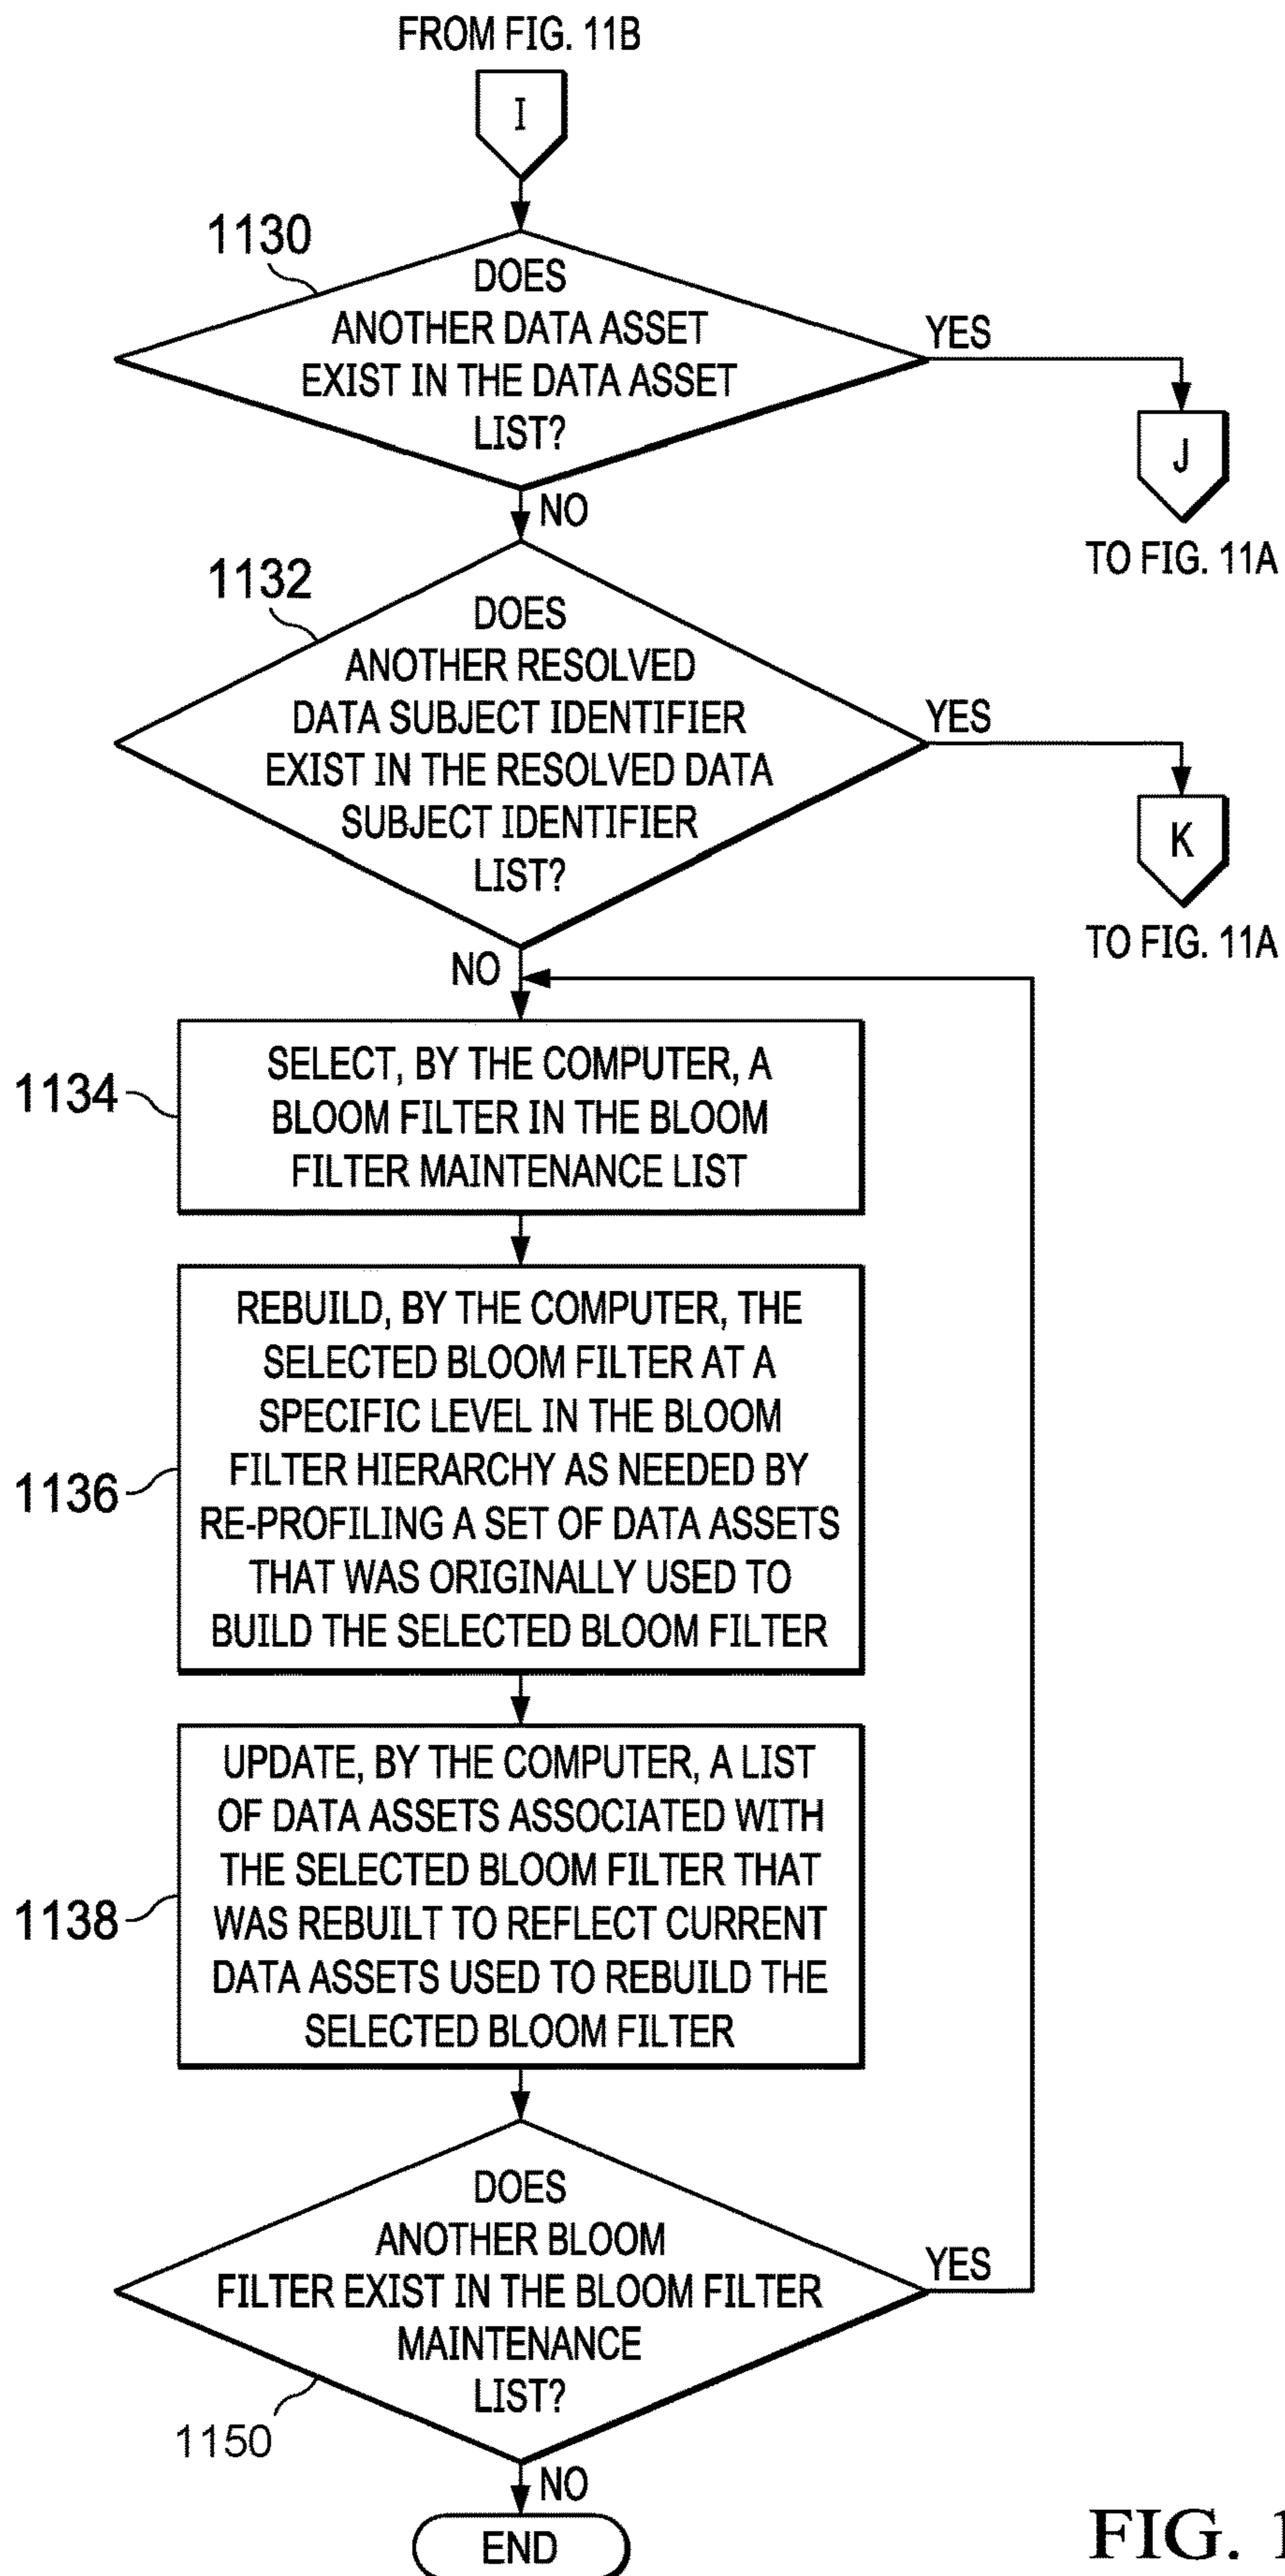 FROM FIG. 11B
I
1130
DOES
ANOTHER DATA ASSET
EXIST IN THE DATA ASSET
LIST?
YES
J
TO FIG. 11A
NO
1132
DOES
ANOTHER RESOLVED
DATA SUBJECT IDENTIFIER
EXIST IN THE RESOLVED DATA
SUBJECT IDENTIFIER
LIST?
YES
K
TO FIG. 11A
NO
1134
SELECT, BY THE COMPUTER, A
BLOOM FILTER IN THE BLOOM
FILTER MAINTENANCE LIST
1136
REBUILD, BY THE COMPUTER, THE
SELECTED BLOOM FILTER AT A
SPECIFIC LEVEL IN THE BLOOM
FILTER HIERARCHY AS NEEDED BY
RE-PROFILING A SET OF DATA ASSETS
THAT WAS ORIGINALLY USED TO
BUILD THE SELECTED BLOOM FILTER
1138
UPDATE, BY THE COMPUTER, A LIST
OF DATA ASSETS ASSOCIATED WITH
THE SELECTED BLOOM FILTER THAT
WAS REBUILT TO REFLECT CURRENT
DATA ASSETS USED TO REBUILD THE
SELECTED BLOOM FILTER
DOES
ANOTHER BLOOM
FILTER EXIST IN THE BLOOM FILTER
MAINTENANCE
LIST?
YES
1150
NO
END
FIG.